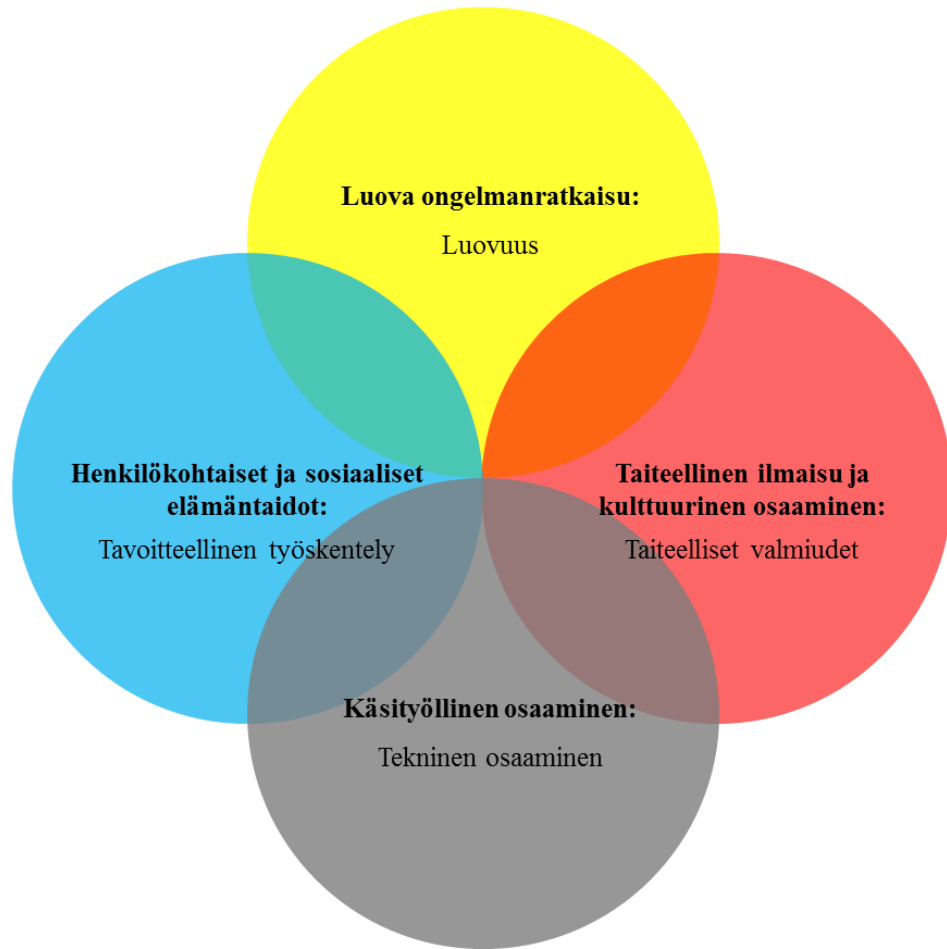 Luova ongelmanratkaisu:
Luovuus
Henkilökohtaiset ja sosiaaliset
elämäntaidot:
Tavoitteellinen työskentely
Taiteellinen ilmaisu ja
kulttuurinen osaaminen:
Taiteelliset valmiudet
Käsityöllinen osaaminen:
Tekninen osaaminen